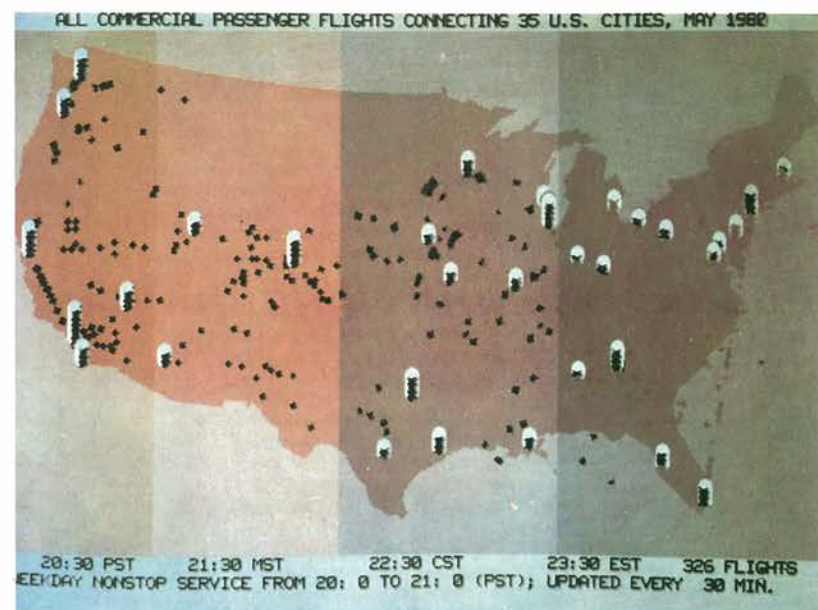 ALL COMMERCIAL PASSENGER FLIGHTS CONNECTING 35 U.S. CITIES, MAY 1980
20:30 PST 21:30 MST 22:30 CST 23:30 EST 326 FLIGHTS
WEEKDAY NONSTOP SERVICE FROM 20: 0 TO 21: 0 (PST); UPDATED EVERY 30 MIN.